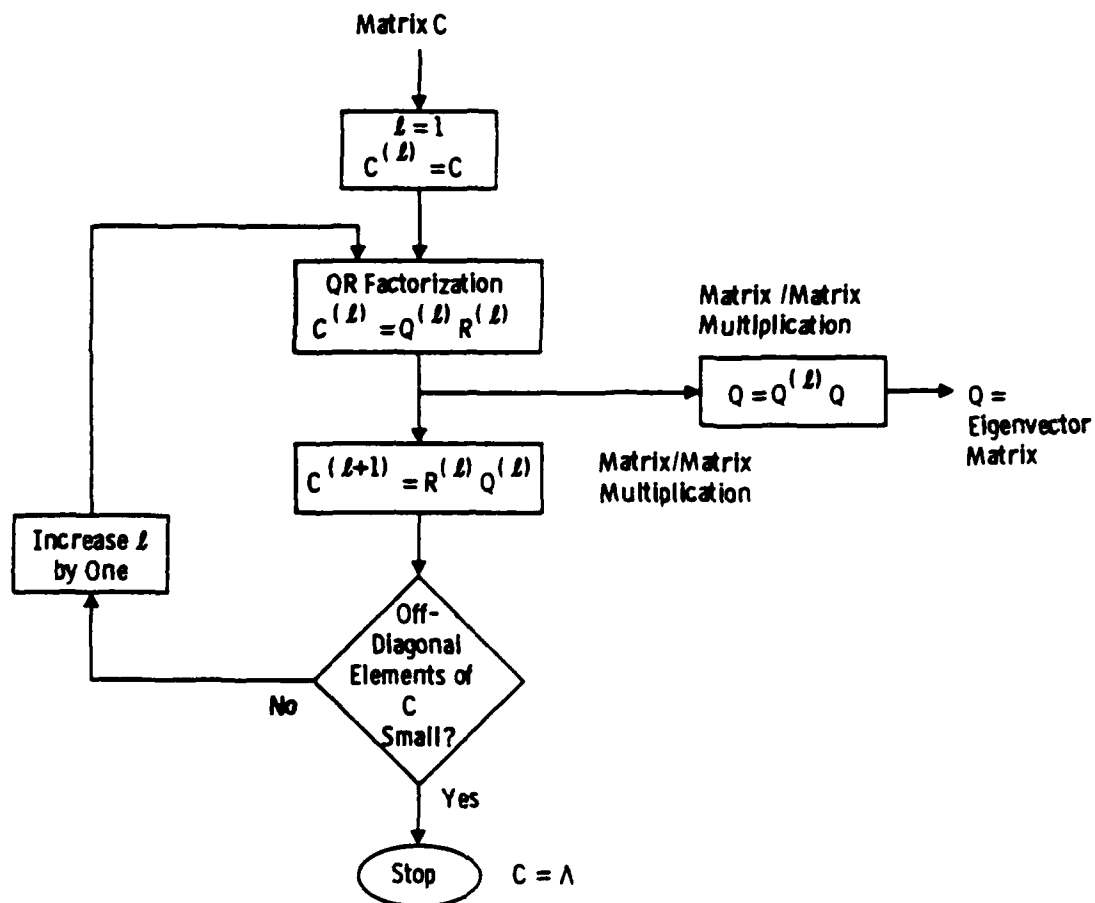 Matrix C
ℓ = 1
C^(ℓ) = C
QR Factorization
C^(ℓ) = Q^(ℓ) R^(ℓ)
Matrix /Matrix
Multiplication
Q = Q^(ℓ) Q
Q =
Eigenvector
Matrix
C^(ℓ+1) = R^(ℓ) Q^(ℓ)
Matrix/Matrix
Multiplication
Increase ℓ
by One
Off-
Diagonal
Elements of
C
Small?
No
Yes
Stop
C = Λ